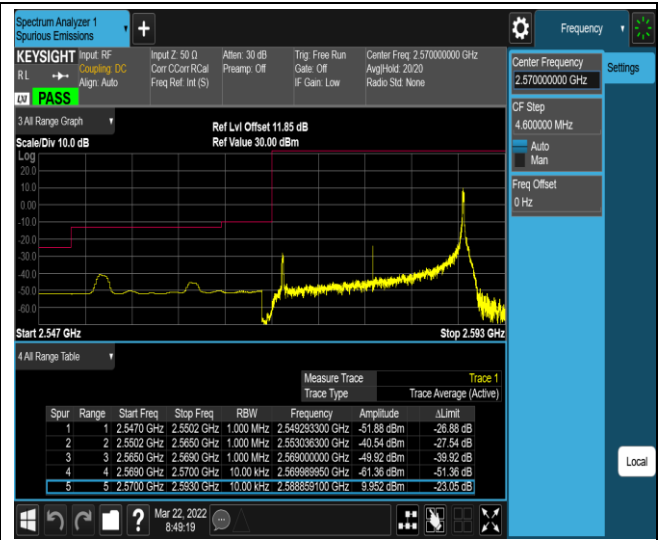 Spectrum Analyzer 1
Spurious Emissions
Frequency
KEYSIGHT Input: RF Input Z: 50 Ω Atten: 30 dB Trig: Free Run Center Freq: 2.570000000 GHz
RL Coupling: DC Corr CCorr RCal Preamp: Off Gate: Off Avg|Hold: 20/20
Align: Auto Freq Ref: Int (S) IF Gain: Low Radio Std: None
LXI PASS
Center Frequency
2.570000000 GHz
Settings
CF Step
4.600000 MHz
Auto
Man
Freq Offset
0 Hz
3 All Range Graph
Ref Lvl Offset 11.85 dB
Scale/Div 10.0 dB Ref Value 30.00 dBm
Log
20.0
10.0
0.00
-10.0
-20.0
-30.0
-40.0
-50.0
-60.0
Start 2.547 GHz Stop 2.593 GHz
4 All Range Table
Measure Trace Trace 1
Trace Type Trace Average (Active)
Spur Range Start Freq Stop Freq RBW Frequency Amplitude ΔLimit
1 1 2.5470 GHz 2.5502 GHz 1.000 MHz 2.549293300 GHz -51.88 dBm -26.88 dB
2 2 2.5502 GHz 2.5650 GHz 1.000 MHz 2.553036300 GHz -40.54 dBm -27.54 dB
3 3 2.5650 GHz 2.5690 GHz 1.000 MHz 2.569000000 GHz -49.92 dBm -39.92 dB
4 4 2.5690 GHz 2.5700 GHz 10.00 kHz 2.569989950 GHz -61.36 dBm -51.36 dB
5 5 2.5700 GHz 2.5930 GHz 10.00 kHz 2.588859100 GHz 9.952 dBm -23.05 dB
Local
Mar 22, 2022
8:49:19